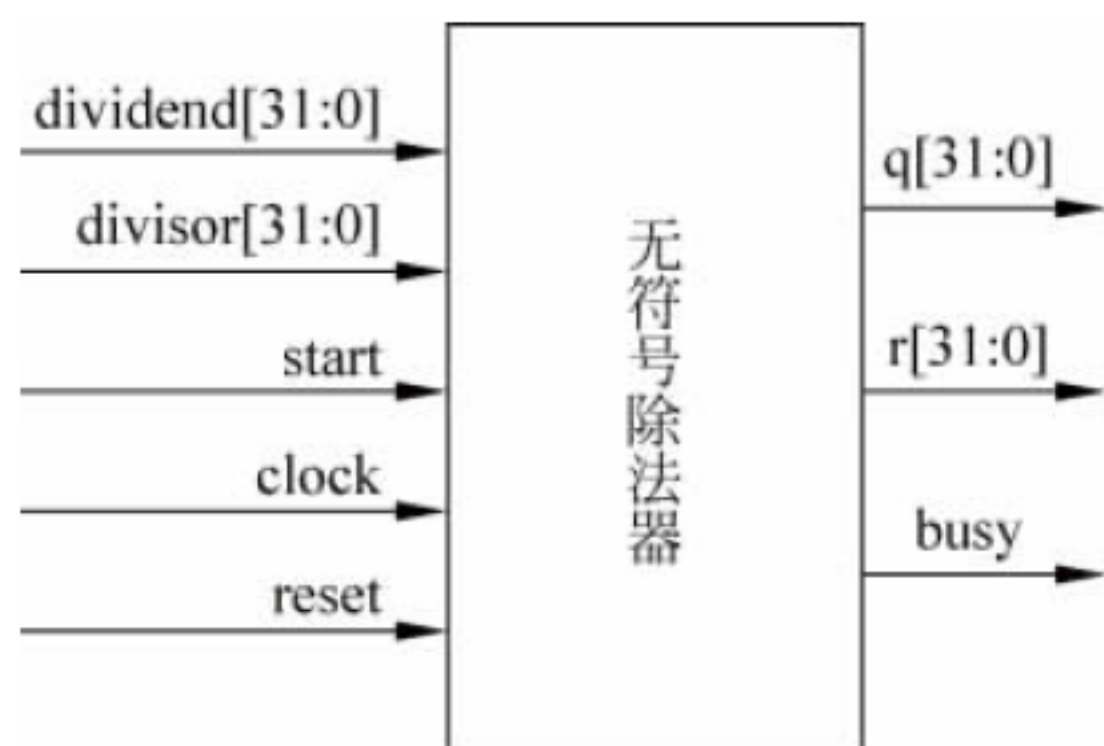 dividend[31:0]
divisor[31:0]
start
clock
reset
无符号除法器
q[31:0]
r[31:0]
busy